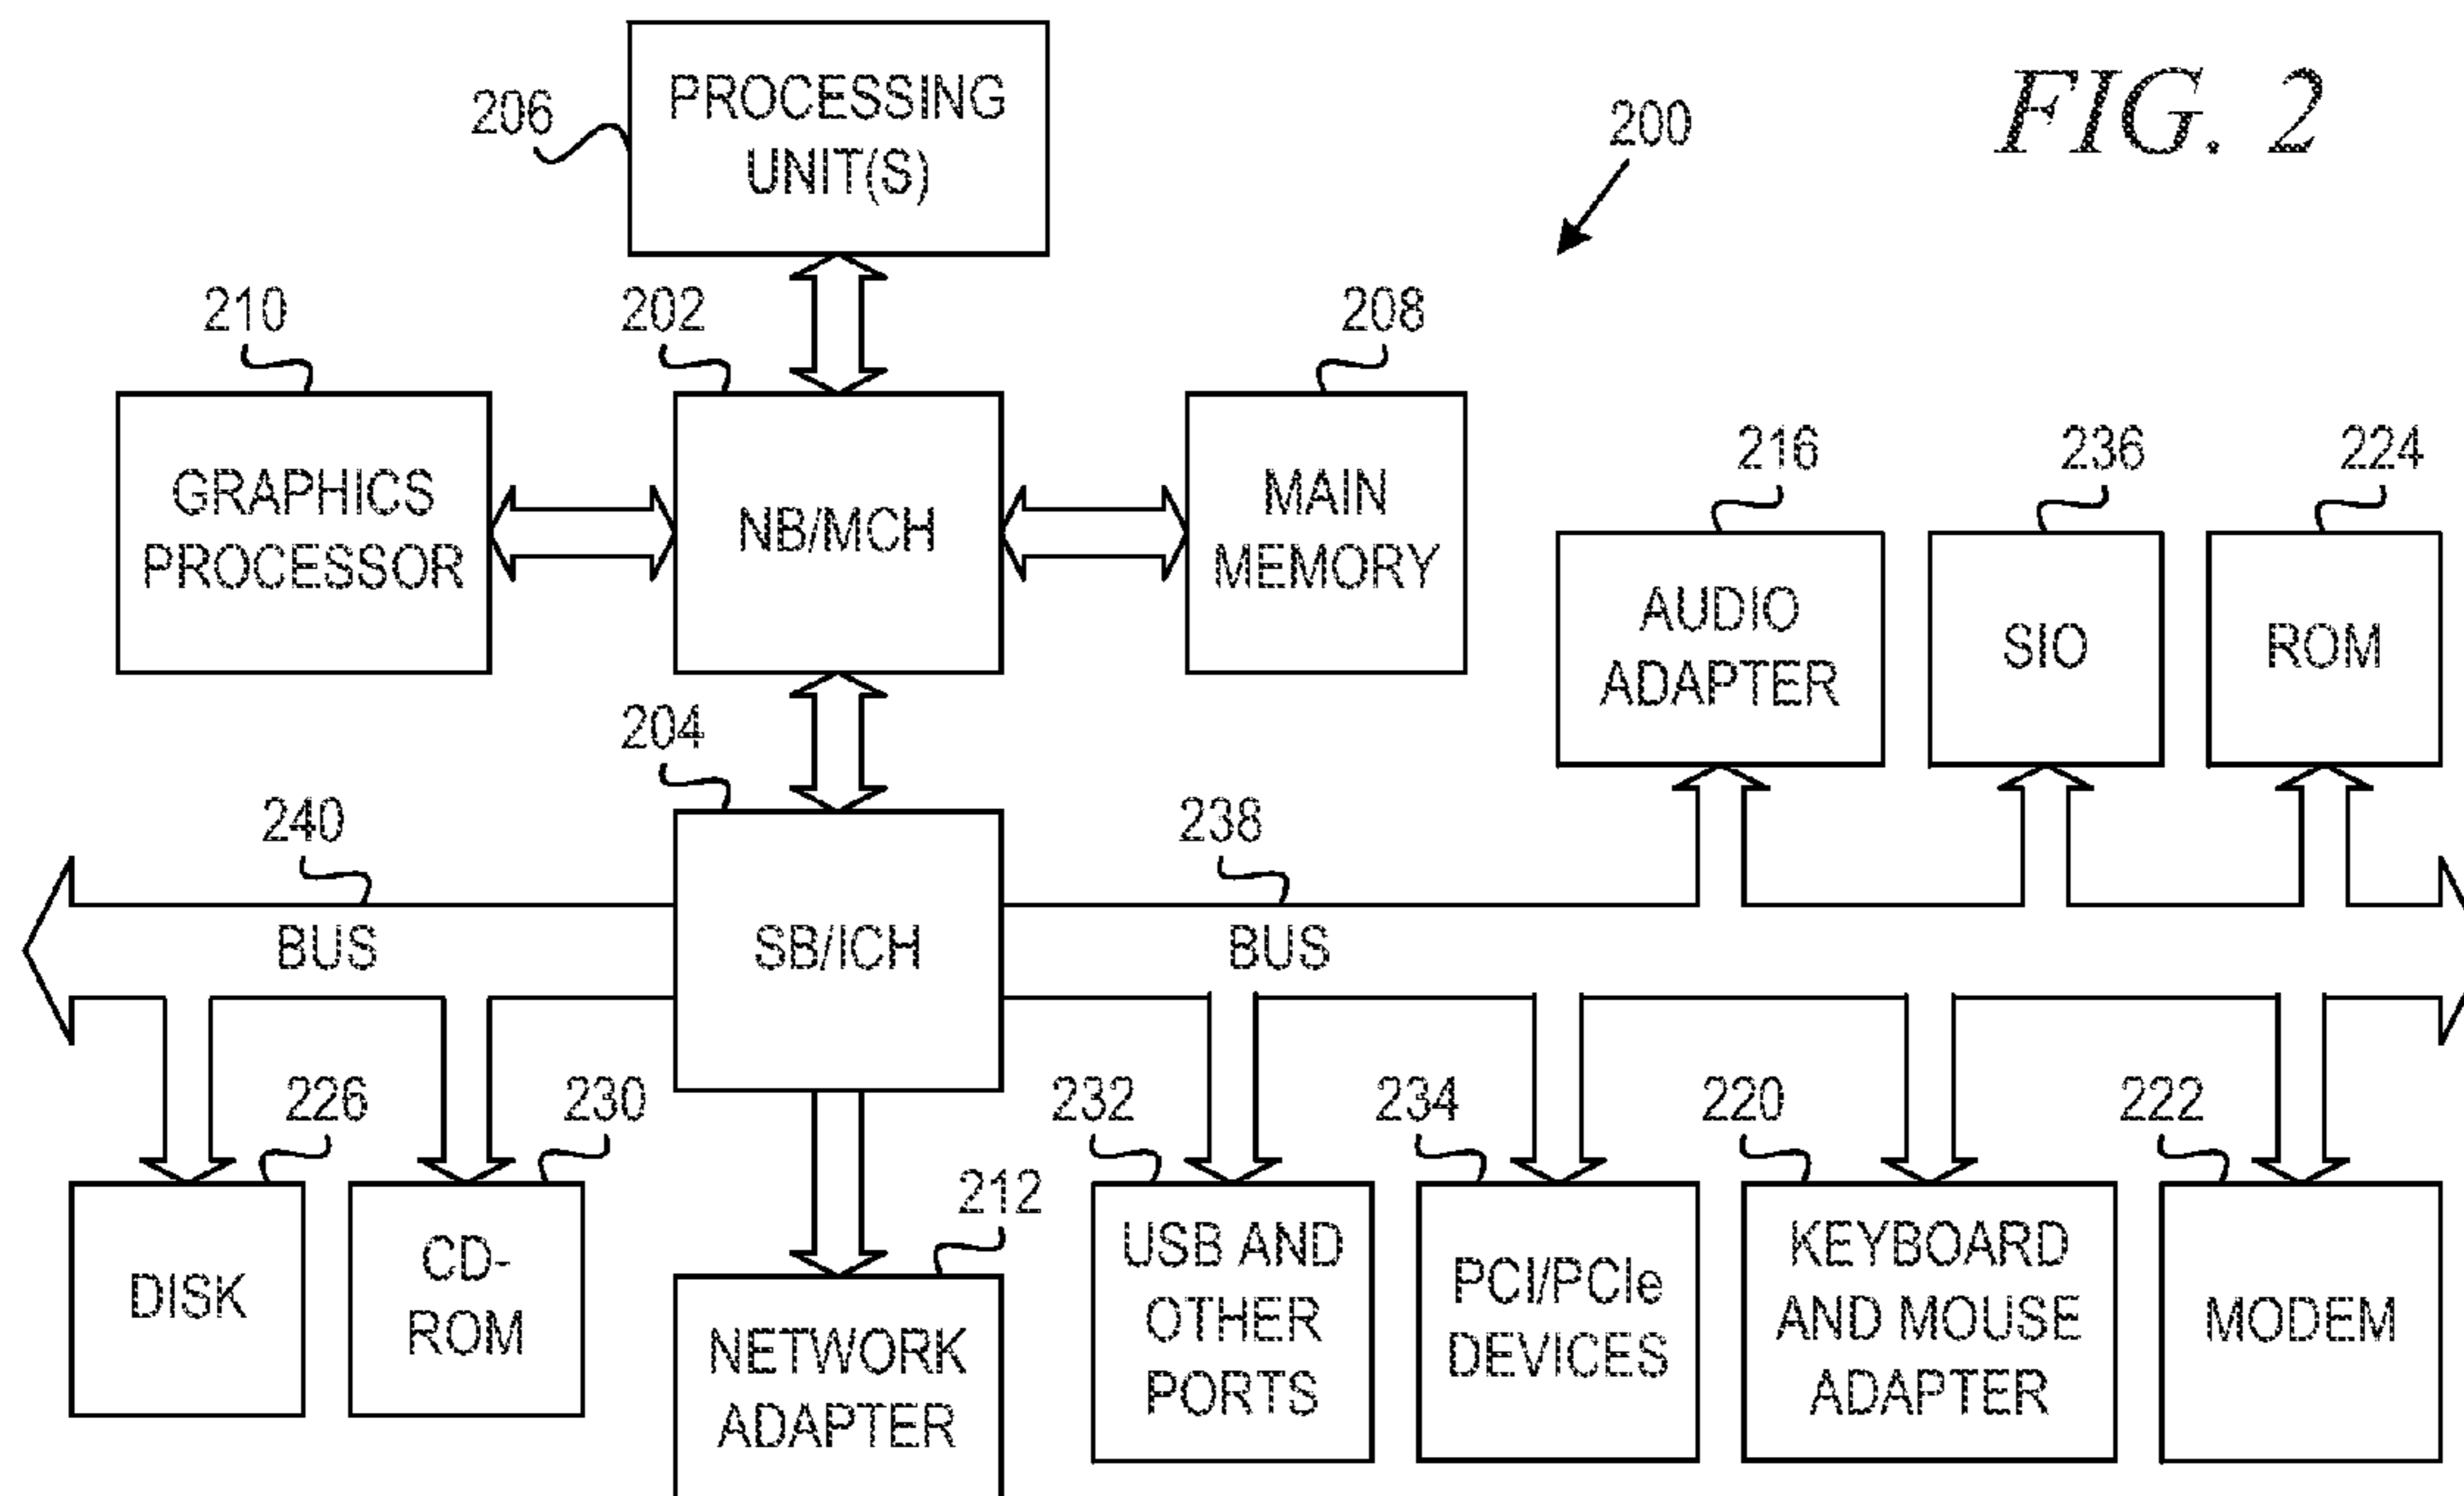 FIG. 2
200
206
PROCESSING
UNIT(S)
210
202
208
GRAPHICS
PROCESSOR
NB/MCH
MAIN
MEMORY
216
236
224
AUDIO
ADAPTER
SIO
ROM
204
240
238
BUS
SB/ICH
BUS
226
230
232
234
220
222
212
DISK
CD-
ROM
NETWORK
ADAPTER
USB AND
OTHER
PORTS
PCI/PCIe
DEVICES
KEYBOARD
AND MOUSE
ADAPTER
MODEM